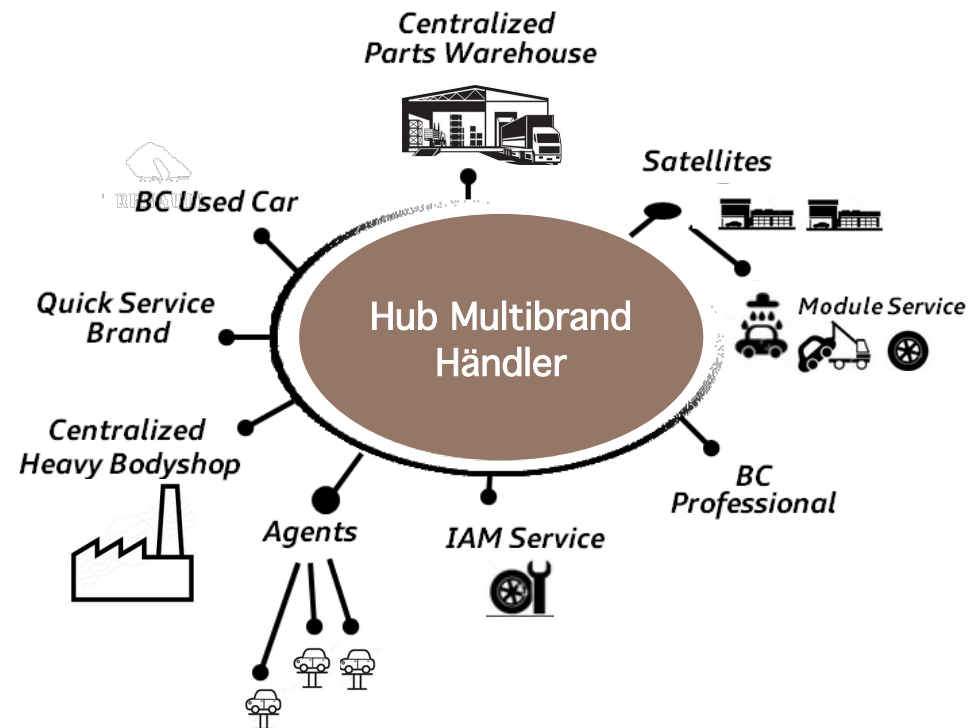 Centralized
Parts Warehouse
Satellites
BC Used Car
Quick Service
Brand
Hub Multibrand
Händler
Module Service
Centralized
Heavy Bodyshop
BC
Professional
Agents
IAM Service